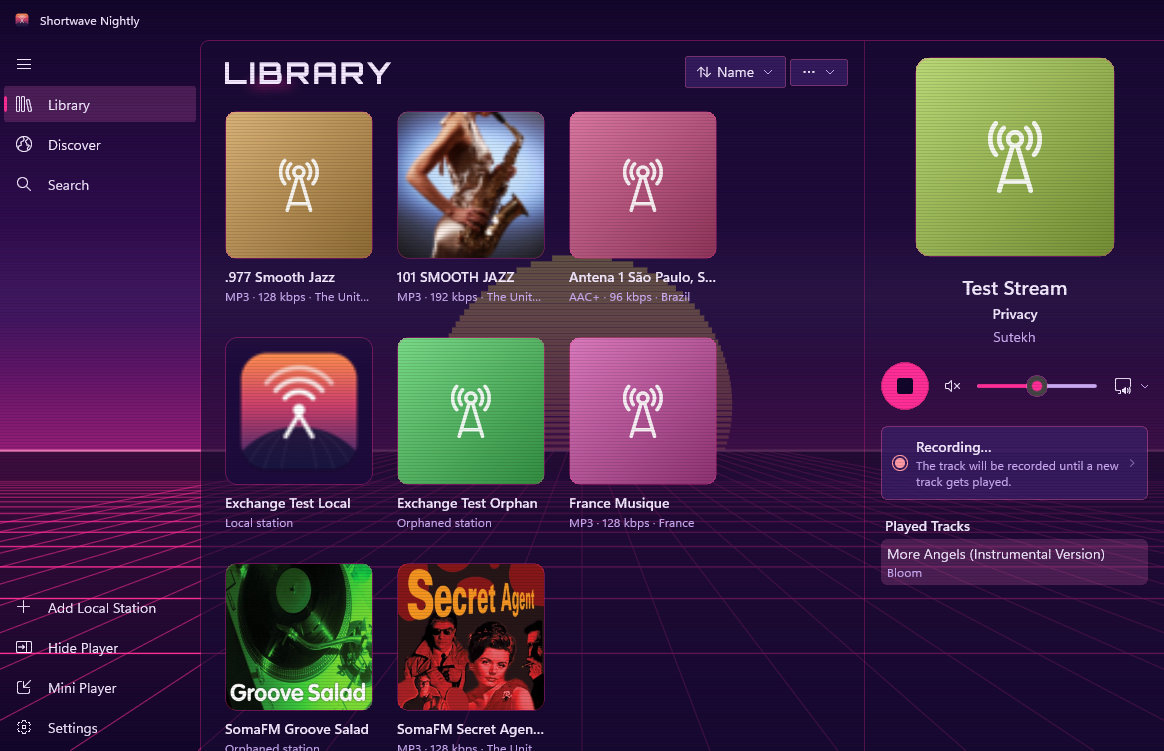 Shortwave Nightly
Library
Discover
Search
Add Local Station
Hide Player
Mini Player
Settings
LIBRARY
Name
.977 Smooth Jazz
MP3 · 128 kbps · The Unit...
101 SMOOTH JAZZ
MP3 · 192 kbps · The Unit...
Antena 1 São Paulo, S...
AAC+ · 96 kbps · Brazil
Exchange Test Local
Local station
Exchange Test Orphan
Orphaned station
France Musique
MP3 · 128 kbps · France
Groove Salad
SomaFM Groove Salad
Orphaned station
Secret Agent
SomaFM Secret Agen...
MP3 · 128 kbps · The Unit...
Test Stream
Privacy
Sutekh
Recording...
The track will be recorded until a new
track gets played.
Played Tracks
More Angels (Instrumental Version)
Bloom